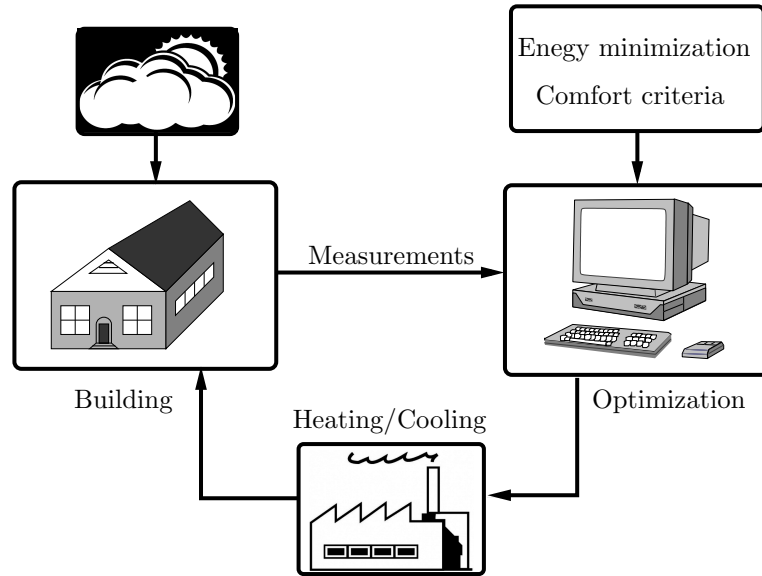 Enegy minimization
Comfort criteria
Measurements
Building
Optimization
Heating/Cooling